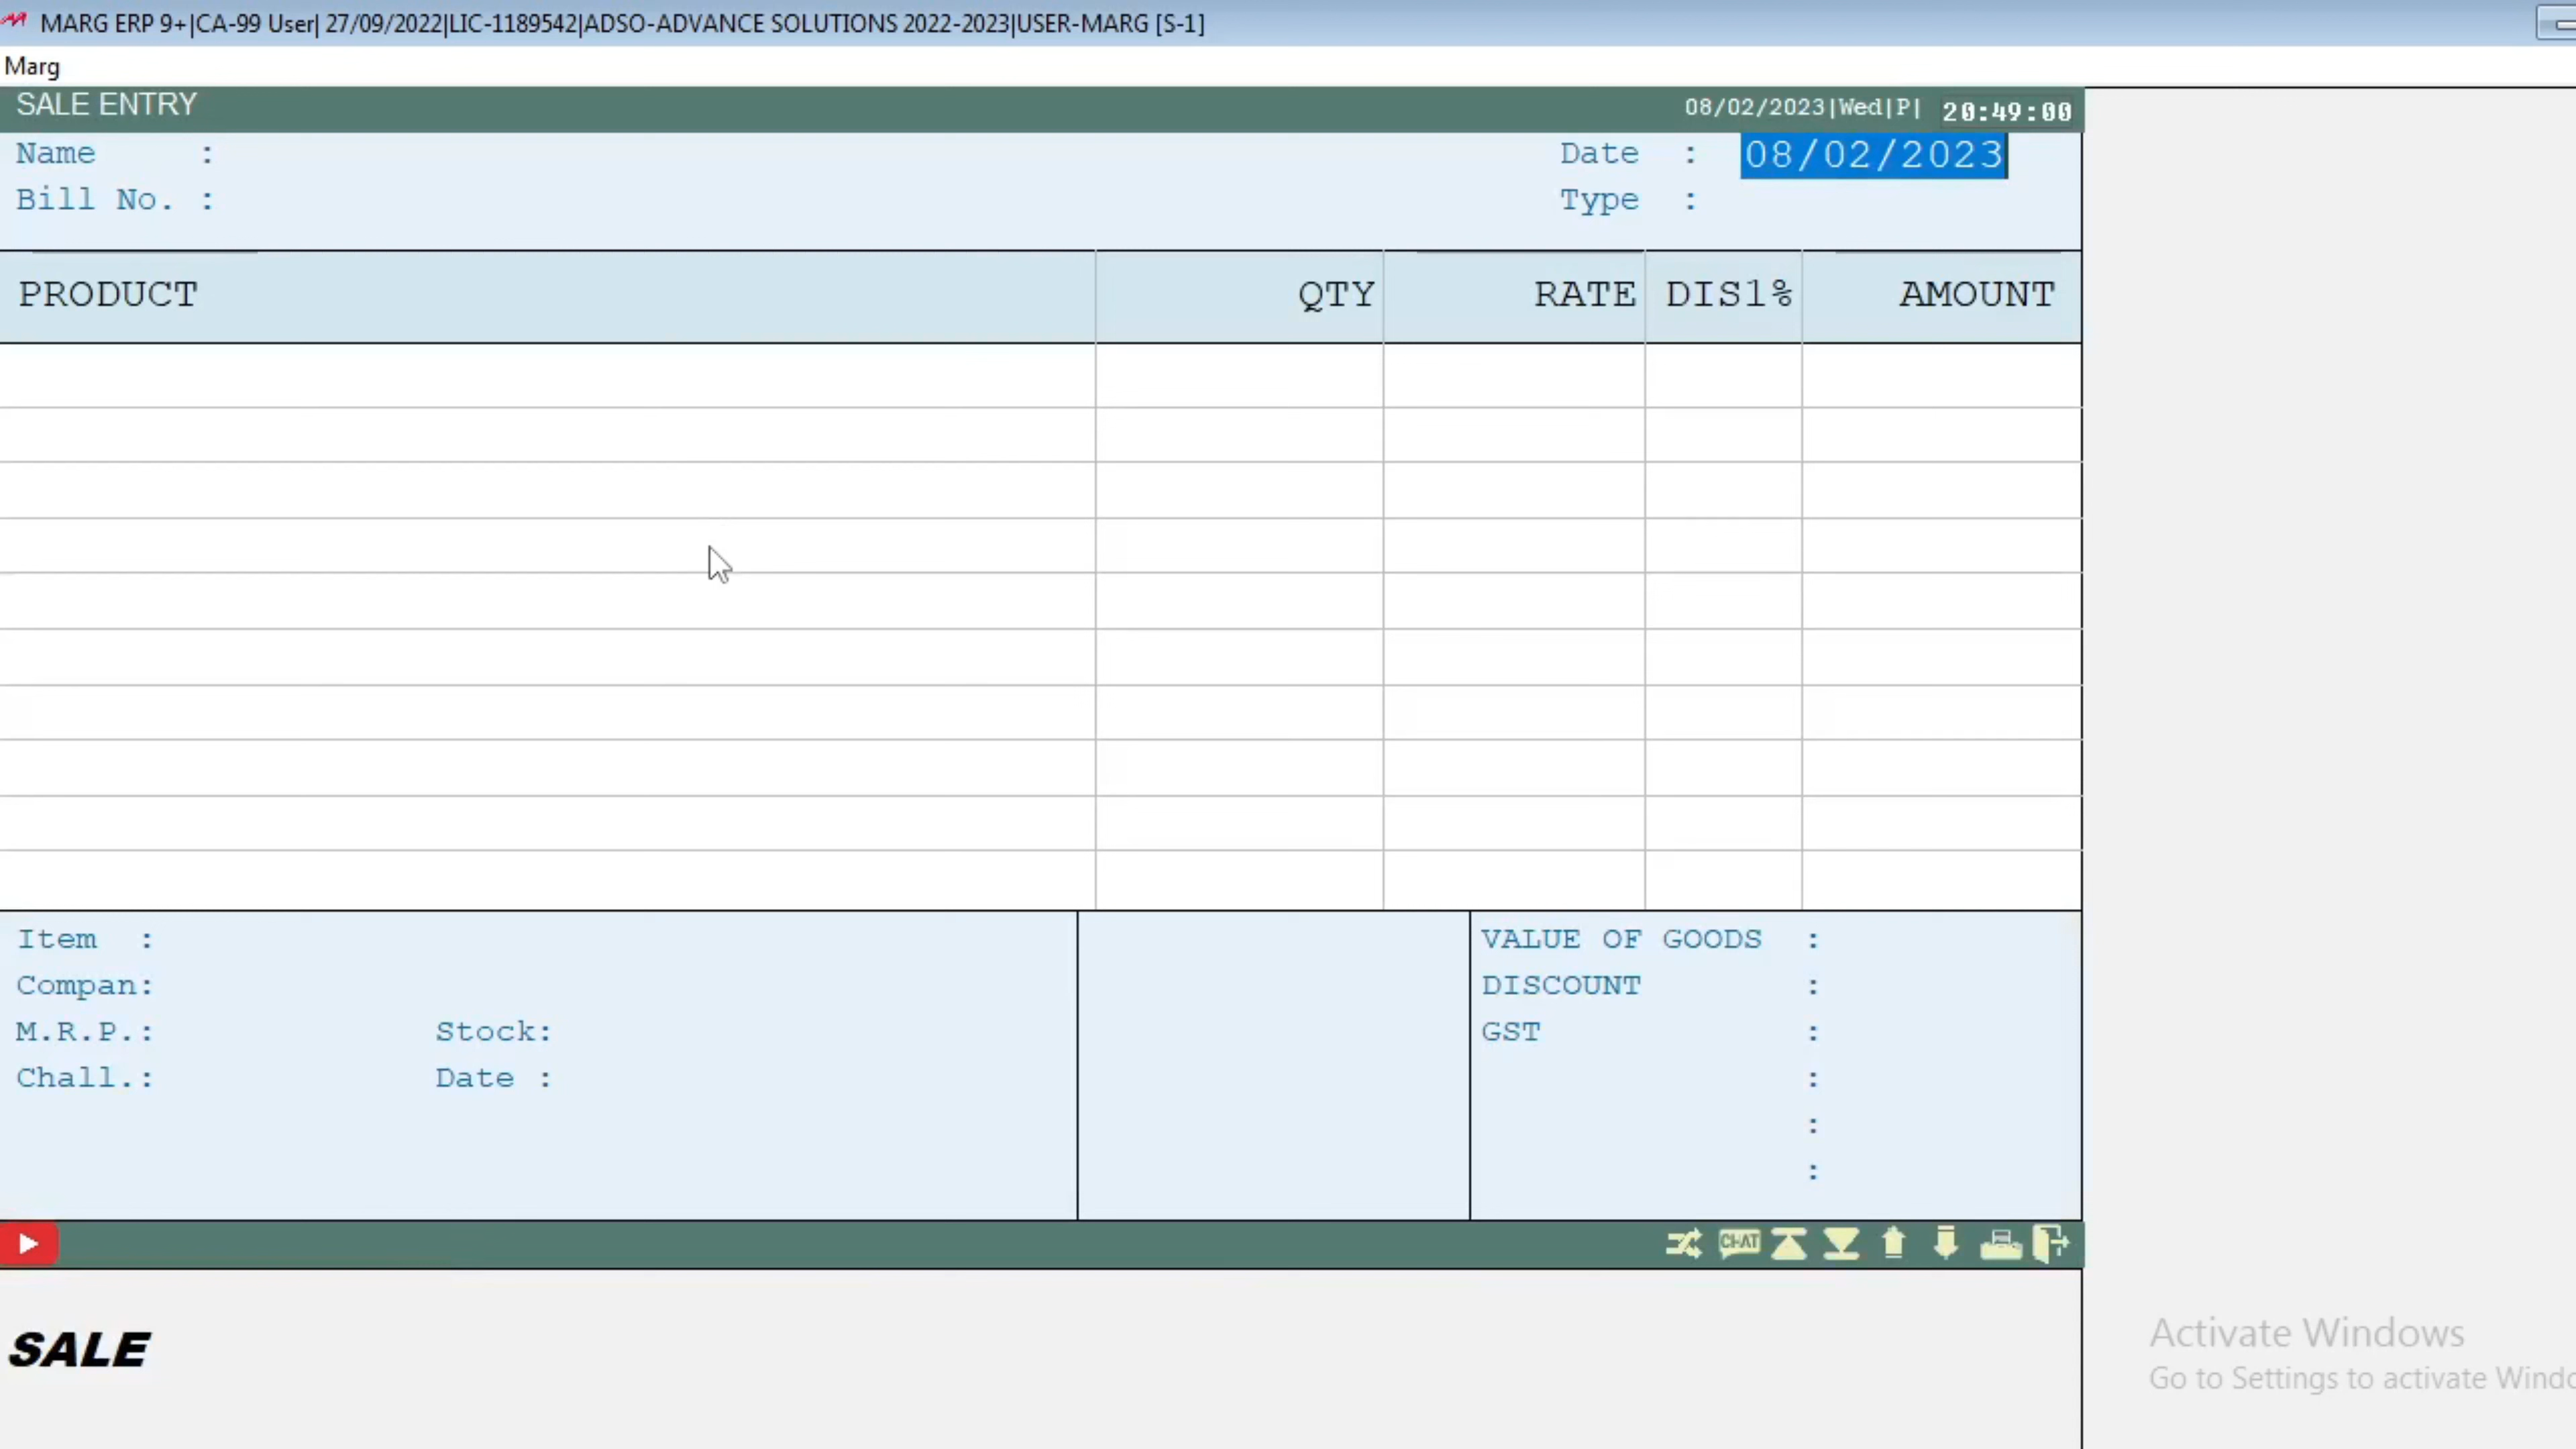 MARG ERP 9+|CA-99 User| 27/09/2022|LIC-1189542|ADSO-ADVANCE SOLUTIONS 2022-2023|USER-MARG [S-1]
Marg
SALE ENTRY 08/02/2023|Wed|P| 20:49:00
Name : Date : 08/02/2023
Bill No. : Type :
PRODUCT QTY RATE DIS1% AMOUNT
Item : VALUE OF GOODS :
Compan: DISCOUNT :
M.R.P.: Stock: GST :
Chall.: Date : :
:
:
CHAT
SALE
Activate Windows
Go to Settings to activate